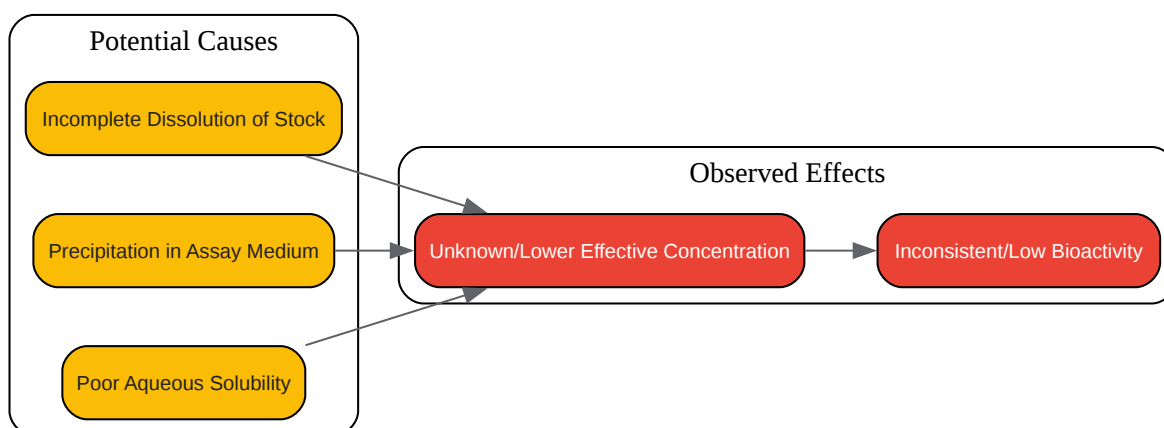 Potential Causes
Incomplete Dissolution of Stock
Precipitation in Assay Medium
Poor Aqueous Solubility
Observed Effects
Unknown/Lower Effective Concentration
Inconsistent/Low Bioactivity